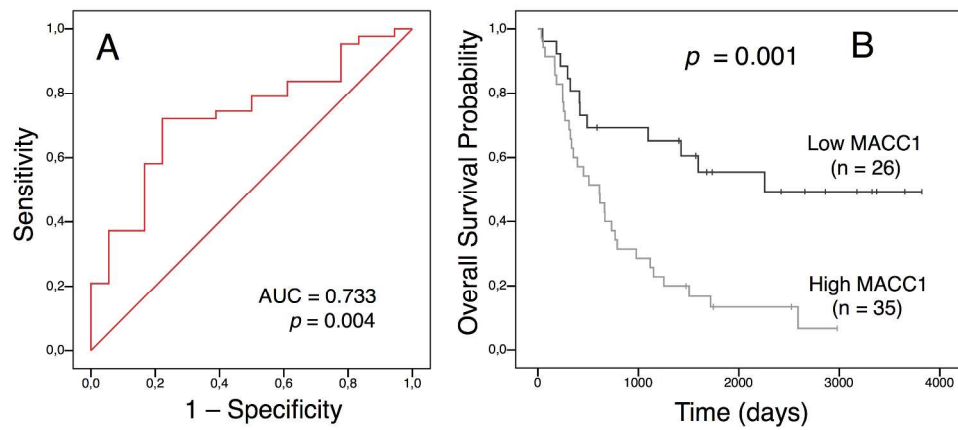 A
1,0
0,8
0,6
0,4
0,2
0,0
Sensitivity
AUC = 0.733
p = 0.004
0,0 0,2 0,4 0,6 0,8 1,0
1 – Specificity
B
p = 0.001
1,0
0,8
0,6
0,4
0,2
0,0
Overall Survival Probability
Low MACC1
(n = 26)
High MACC1
(n = 35)
0 1000 2000 3000 4000
Time (days)